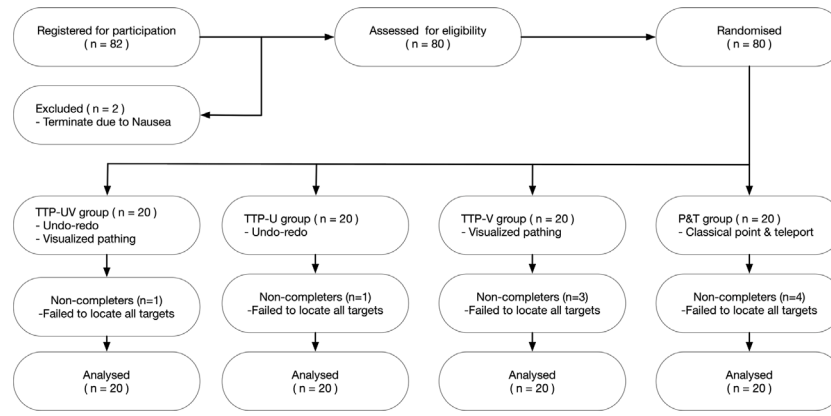 Registered for participation
( n = 82 )
Assessed for eligibility
( n = 80 )
Randomised
( n = 80 )
Excluded ( n = 2 )
- Terminate due to Nausea
TTP-UV group ( n = 20 )
- Undo-redo
- Visualized pathing
TTP-U group ( n = 20 )
- Undo-redo
TTP-V group ( n = 20 )
- Visualized pathing
P&T group ( n = 20 )
- Classical point & teleport
Non-completers (n=1)
-Failed to locate all targets
Non-completers (n=1)
-Failed to locate all targets
Non-completers (n=3)
-Failed to locate all targets
Non-completers (n=4)
-Failed to locate all targets
Analysed
( n = 20 )
Analysed
( n = 20 )
Analysed
( n = 20 )
Analysed
( n = 20 )